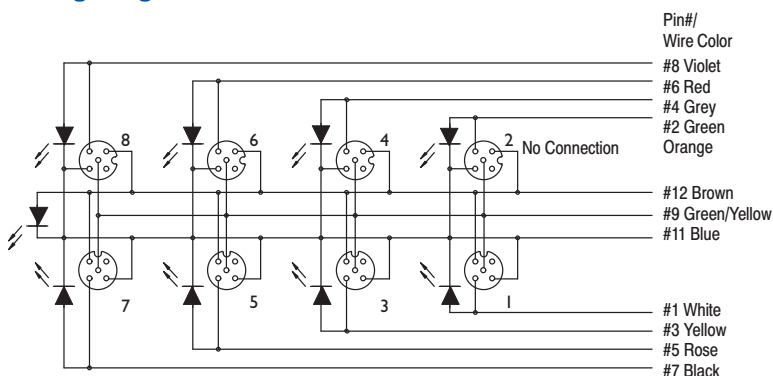 Pin#/
Wire Color
#8 Violet
#6 Red
#4 Grey
#2 Green
Orange
8
6
4
2
No Connection
#12 Brown
#9 Green/Yellow
#11 Blue
7
5
3
1
#1 White
#3 Yellow
#5 Rose
#7 Black